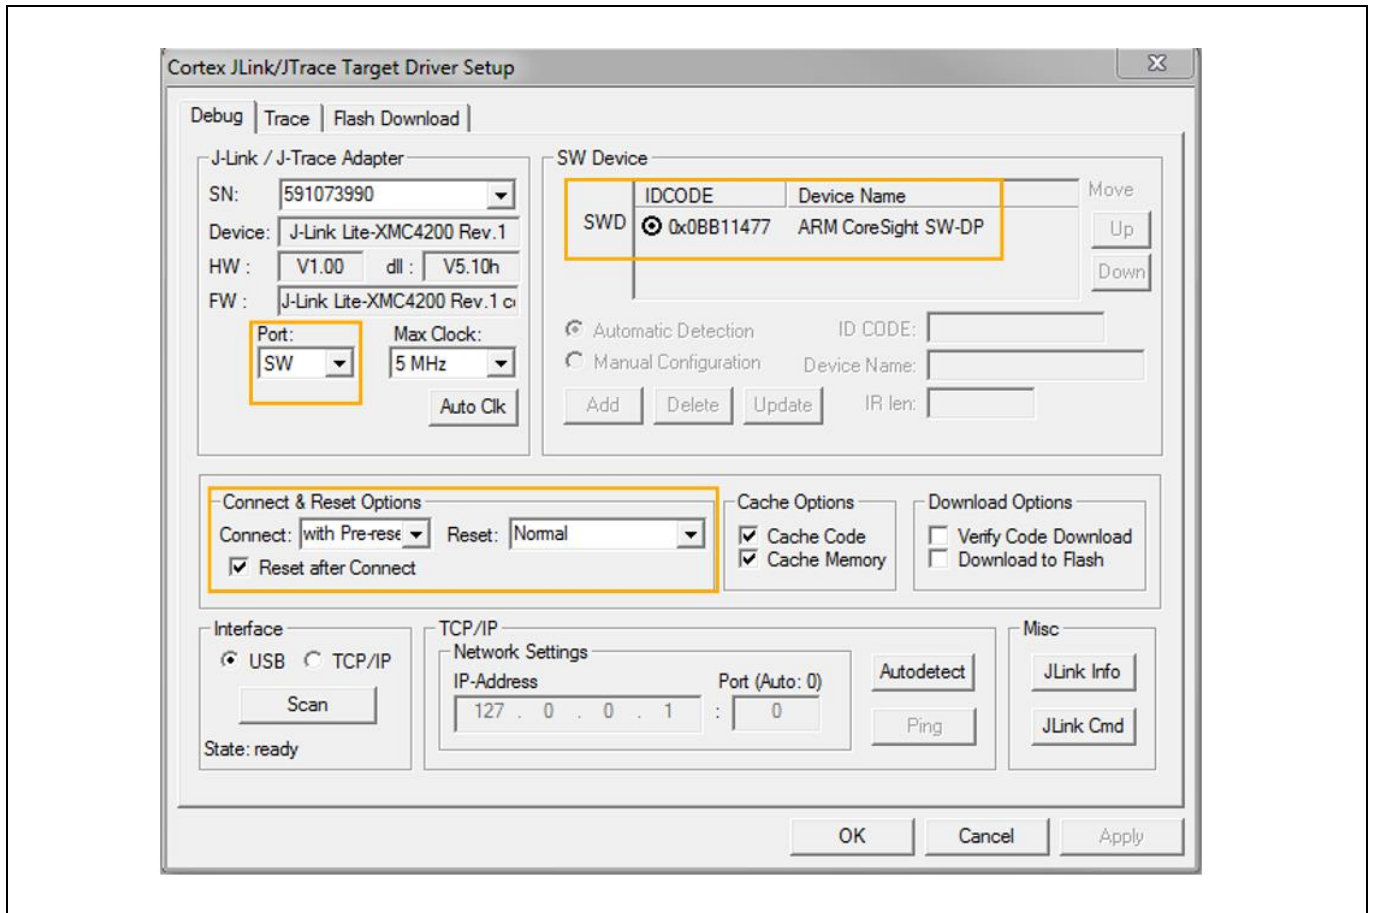 Cortex JLink/JTrace Target Driver Setup
Debug Trace Flash Download
J-Link / J-Trace Adapter
SN: 591073990
Device: J-Link Lite-XMC4200 Rev.1
HW : V1.00 dll : V5.10h
FW : J-Link Lite-XMC4200 Rev.1 c
Port: Max Clock:
SW 5 MHz
Auto Clk
SW Device
IDCODE Device Name
SWD 0x0BB11477 ARM CoreSight SW-DP
Move
Up
Down
Automatic Detection ID CODE:
Manual Configuration Device Name:
Add Delete Update IR len:
Connect & Reset Options
Connect: with Pre-rese Reset: Normal
Reset after Connect
Cache Options
Cache Code
Cache Memory
Download Options
Verify Code Download
Download to Flash
Interface
USB TCP/IP
Scan
State: ready
TCP/IP
Network Settings
IP-Address Port (Auto: 0)
127 . 0 . 0 . 1 : 0
Autodetect
Ping
Misc
JLink Info
JLink Cmd
OK Cancel Apply